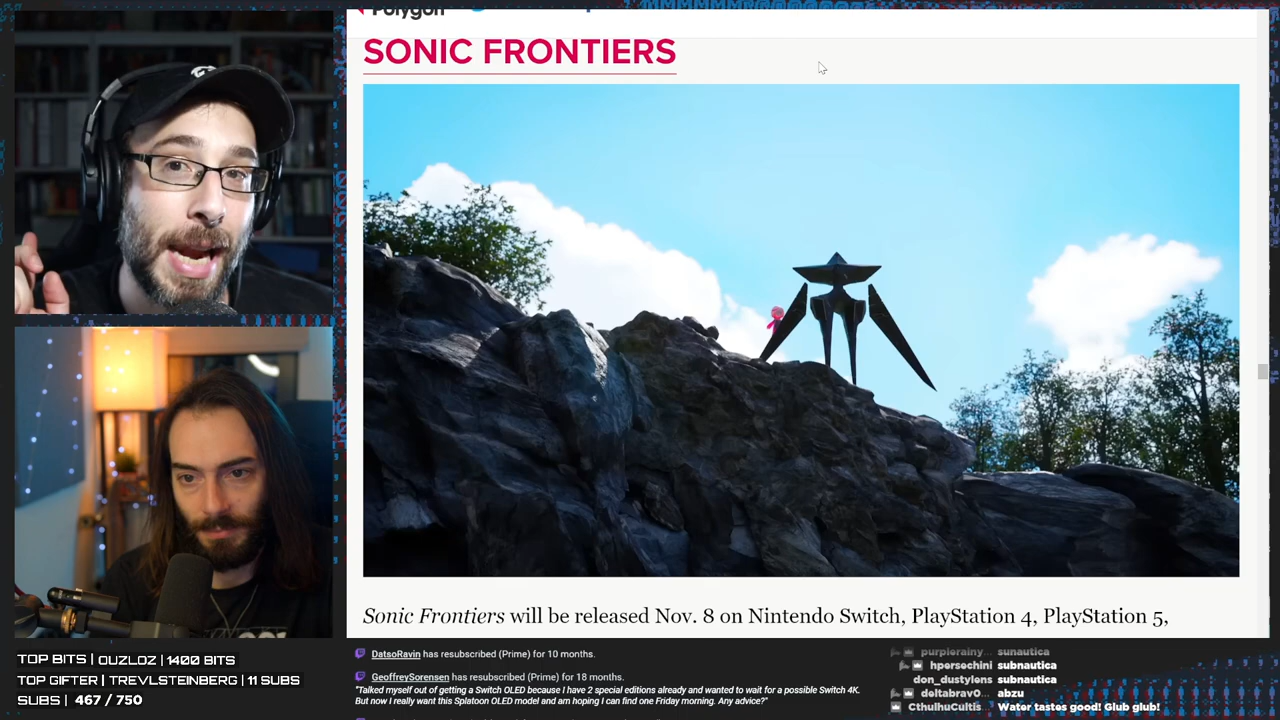 Polygon
SONIC FRONTIERS
Sonic Frontiers will be released Nov. 8 on Nintendo Switch, PlayStation 4, PlayStation 5,
TOP BITS | OUZLOZ | 1400 BITS
TOP GIFTER | TREVLSTEINBERG | 11 SUBS
SUBS | 467 / 750
DatsoRavin has resubscribed (Prime) for 10 months.
GeoffreySorensen has resubscribed (Prime) for 18 months.
"Talked myself out of getting a Switch OLED because I have 2 special editions already and wanted to wait for a possible Switch 4K.
But now I really want this Splatoon OLED model and am hoping I can find one Friday morning. Any advice?"
purplerainy... sunautica
hpersechini subnautica
don_dustylens subnautica
deltabrav0... abzu
CthulhuCultis... Water tastes good! Glub glub!